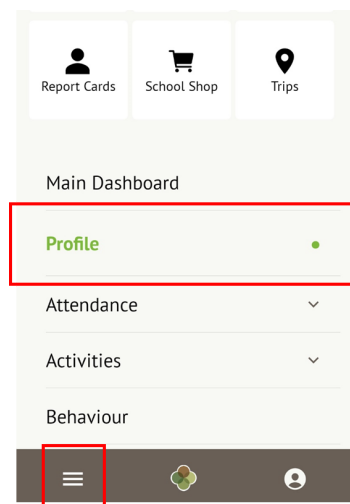 Report Cards School Shop Trips
Main Dashboard
Profile
Attendance
Activities
Behaviour